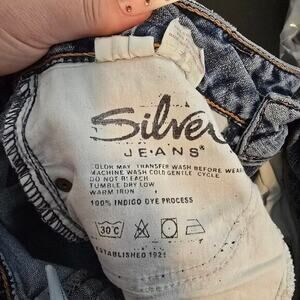 Silver
JEANS
COLOR MAY TRANSFER WASH BEFORE WEAR
MACHINE WASH COLD GENTLE CYCLE
DO NOT BLEACH
TUMBLE DRY LOW
WARM IRON
100% INDIGO DYE PROCESS
30°C
ESTABLISHED 1921